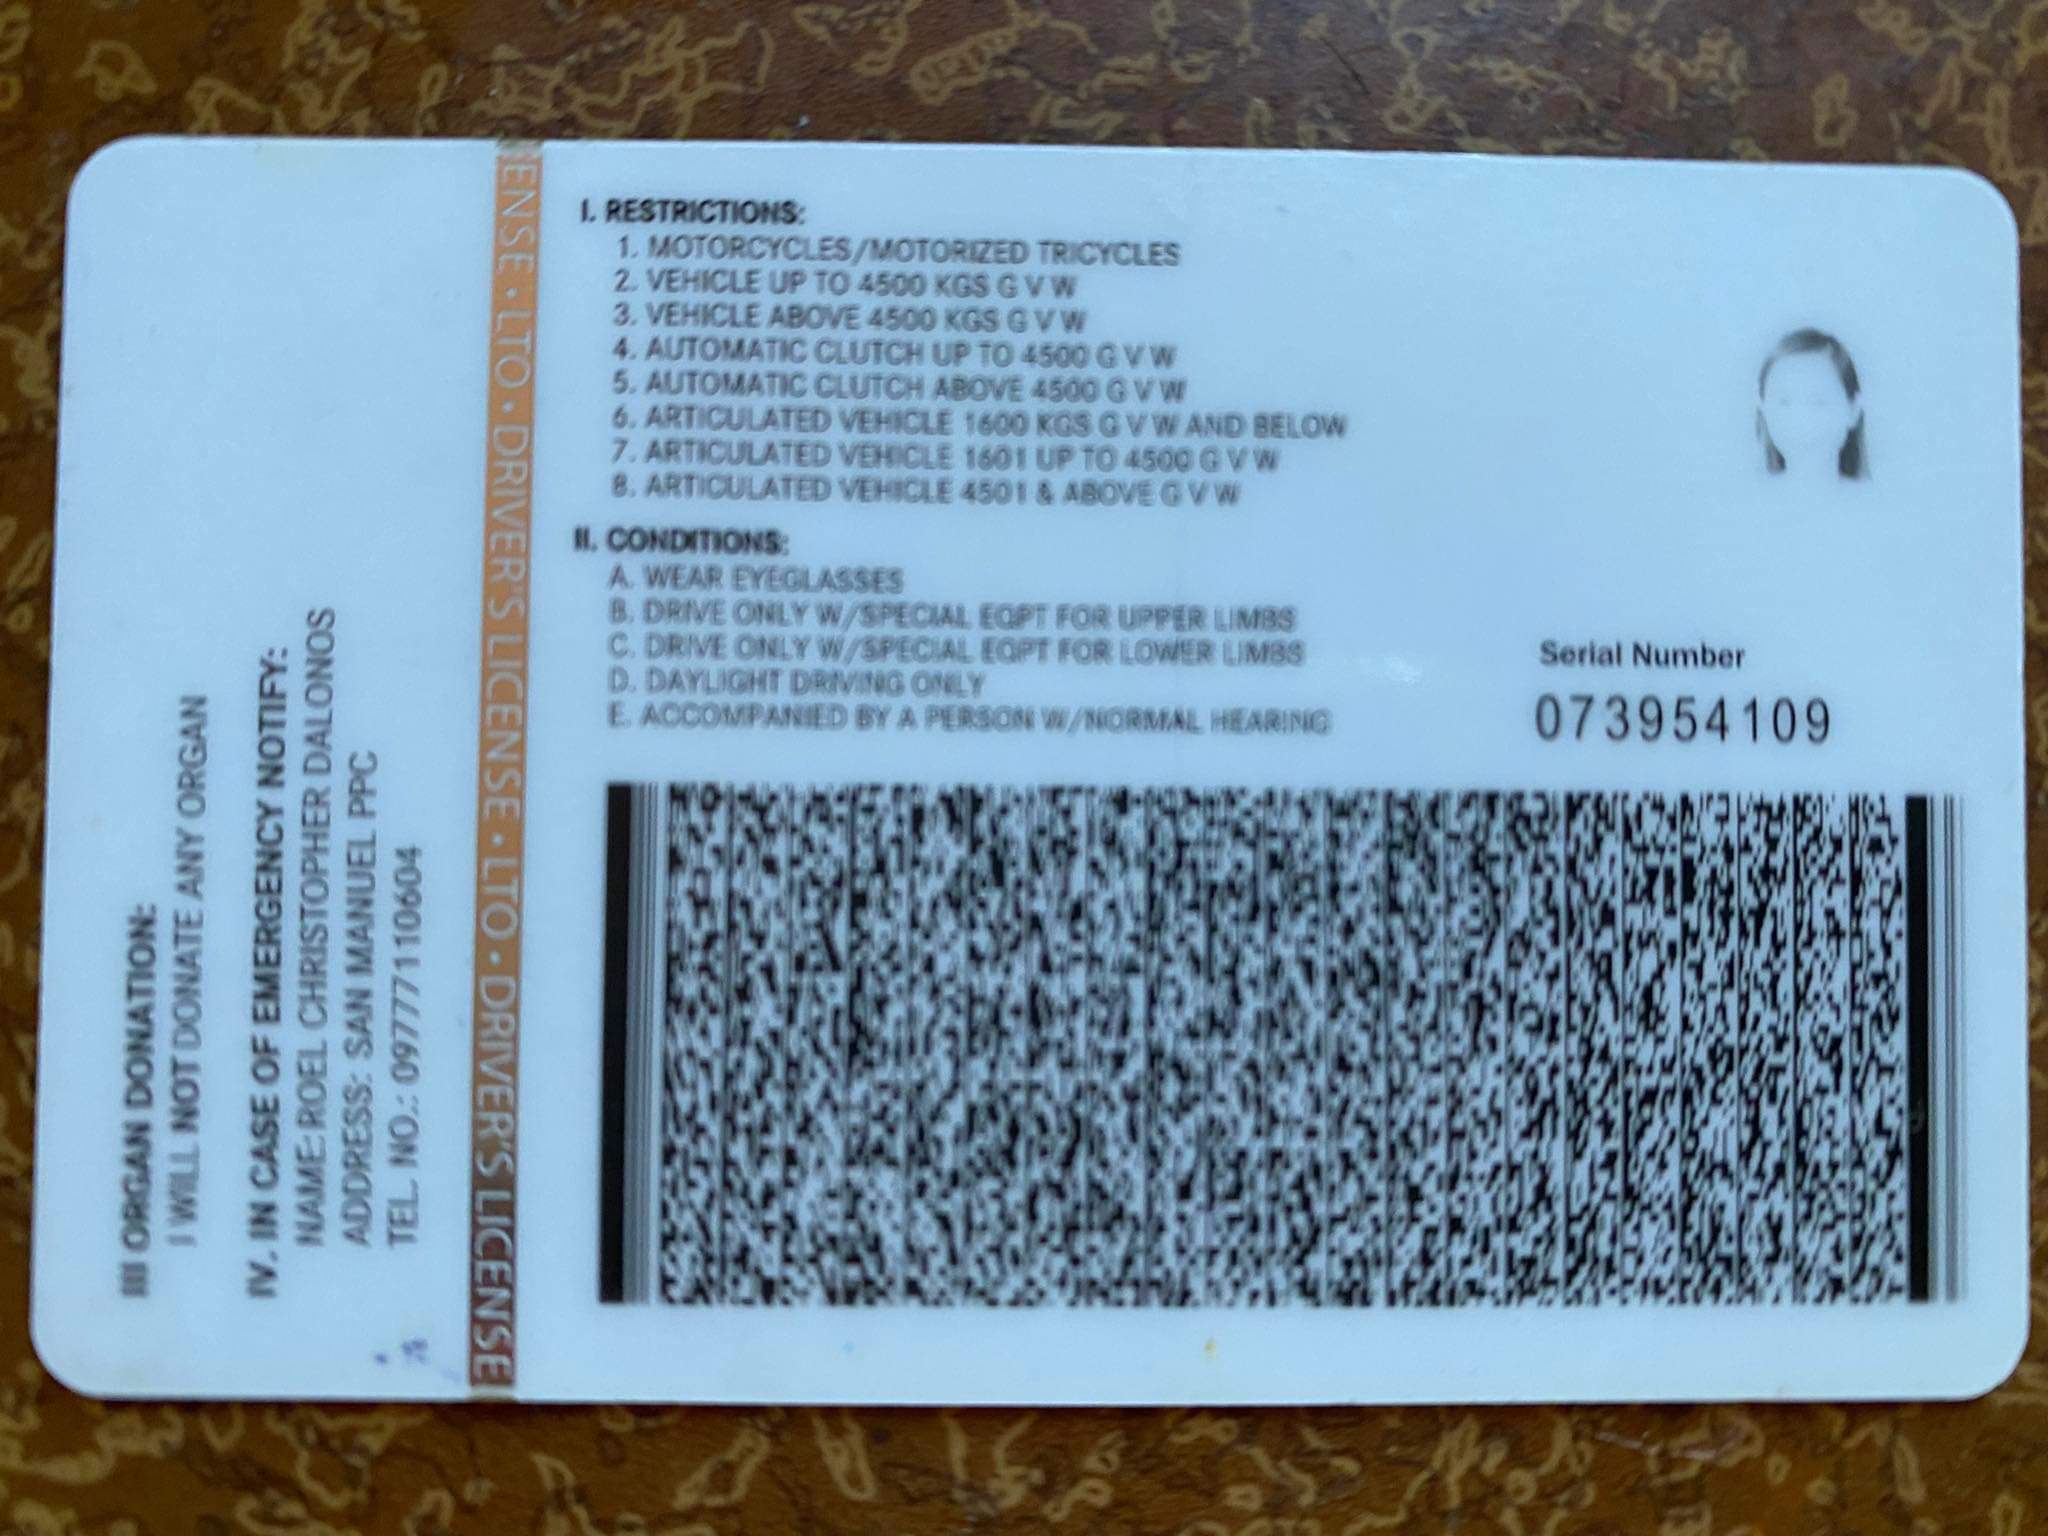 I. RESTRICTIONS:
1. MOTORCYCLES/MOTORIZED TRICYCLES
2. VEHICLE UP TO 4500 KGS G V W
3. VEHICLE ABOVE 4500 KGS G V W
4. AUTOMATIC CLUTCH UP TO 4500 G V W
5. AUTOMATIC CLUTCH ABOVE 4500 G V W
6. ARTICULATED VEHICLE 1600 KGS G V W AND BELOW
7. ARTICULATED VEHICLE 1601 UP TO 4500 G V W
8. ARTICULATED VEHICLE 4501 & ABOVE G V W
II. CONDITIONS:
A. WEAR EYEGLASSES
B. DRIVE ONLY W/SPECIAL EQPT FOR UPPER LIMBS
C. DRIVE ONLY W/SPECIAL EQPT FOR LOWER LIMBS
D. DAYLIGHT DRIVING ONLY
E. ACCOMPANIED BY A PERSON W/NORMAL HEARING
Serial Number
073954109
III ORGAN DONATION:
I WILL NOT DONATE ANY ORGAN
IV. IN CASE OF EMERGENCY NOTIFY:
NAME:ROEL CHRISTOPHER DALONOS
ADDRESS: SAN MANUEL PPC
TEL. NO.: 09777110604
ENSE • LTO • DRIVER'S LICENSE • LTO • DRIVER'S LICENSE